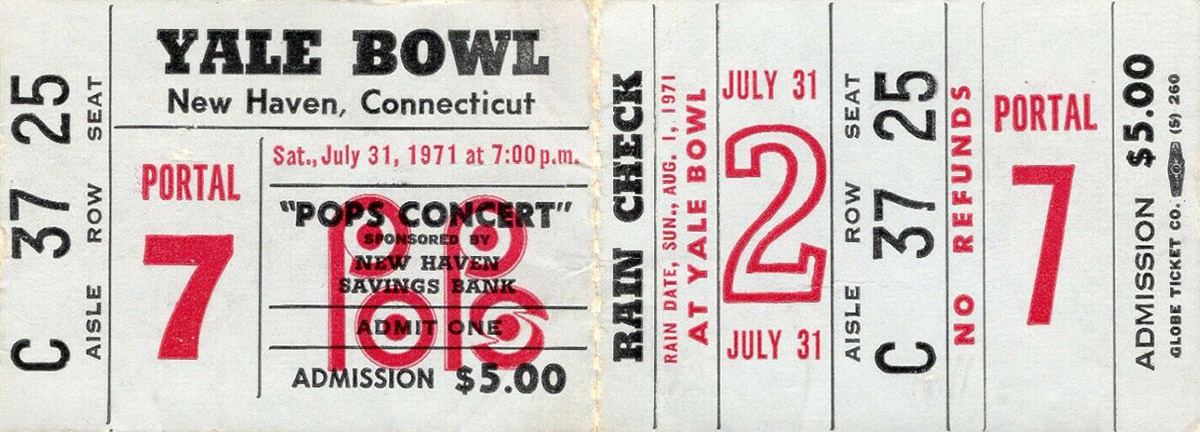 C 37 25
AISLE ROW SEAT
YALE BOWL
New Haven, Connecticut
PORTAL
7
Sat., July 31, 1971 at 7:00 p.m.
POPS
"POPS CONCERT"
SPONSORED BY
NEW HAVEN
SAVINGS BANK
ADMIT ONE
ADMISSION $5.00
RAIN CHECK
RAIN DATE, SUN., AUG. 1, 1971
AT YALE BOWL
JULY 31
2
JULY 31
AISLE ROW SEAT
C 37 25
NO REFUNDS
PORTAL
7
ADMISSION $5.00
GLOBE TICKET CO. (5) 260